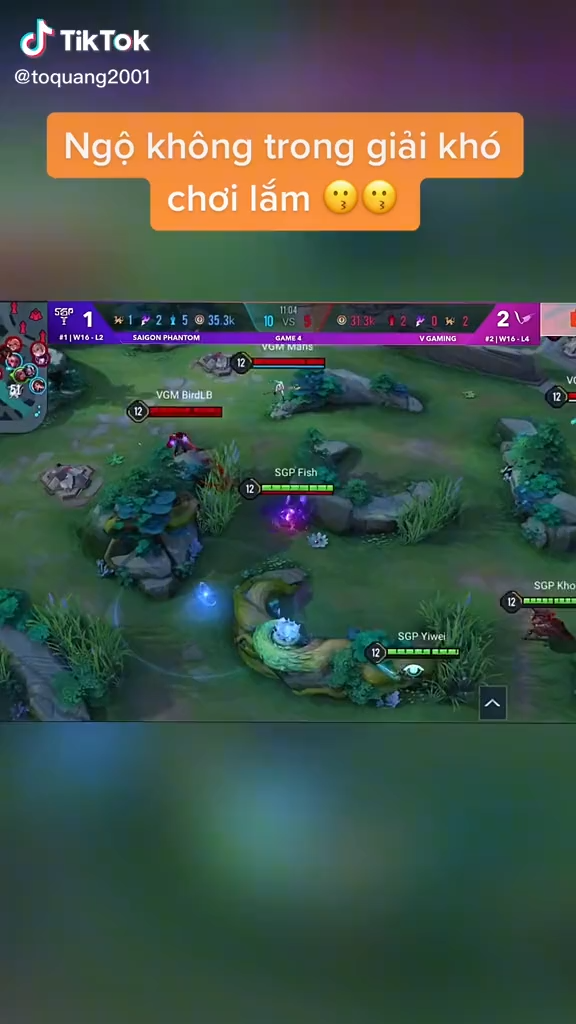 TikTok
@toquang2001
Ngộ không trong giải khó
chơi lắm 😗😗
SGP 1 1 2 5 35.3k 11:04 10 VS 31.3k 2 0 2 2
#1 | W16 - L2 SAIGON PHANTOM GAME 4 V GAMING #2 | W16 - L4
VGM Mans
12
VGM BirdLB
12
12
SGP Fish
12
SGP Kho
12
SGP Yiwei
12